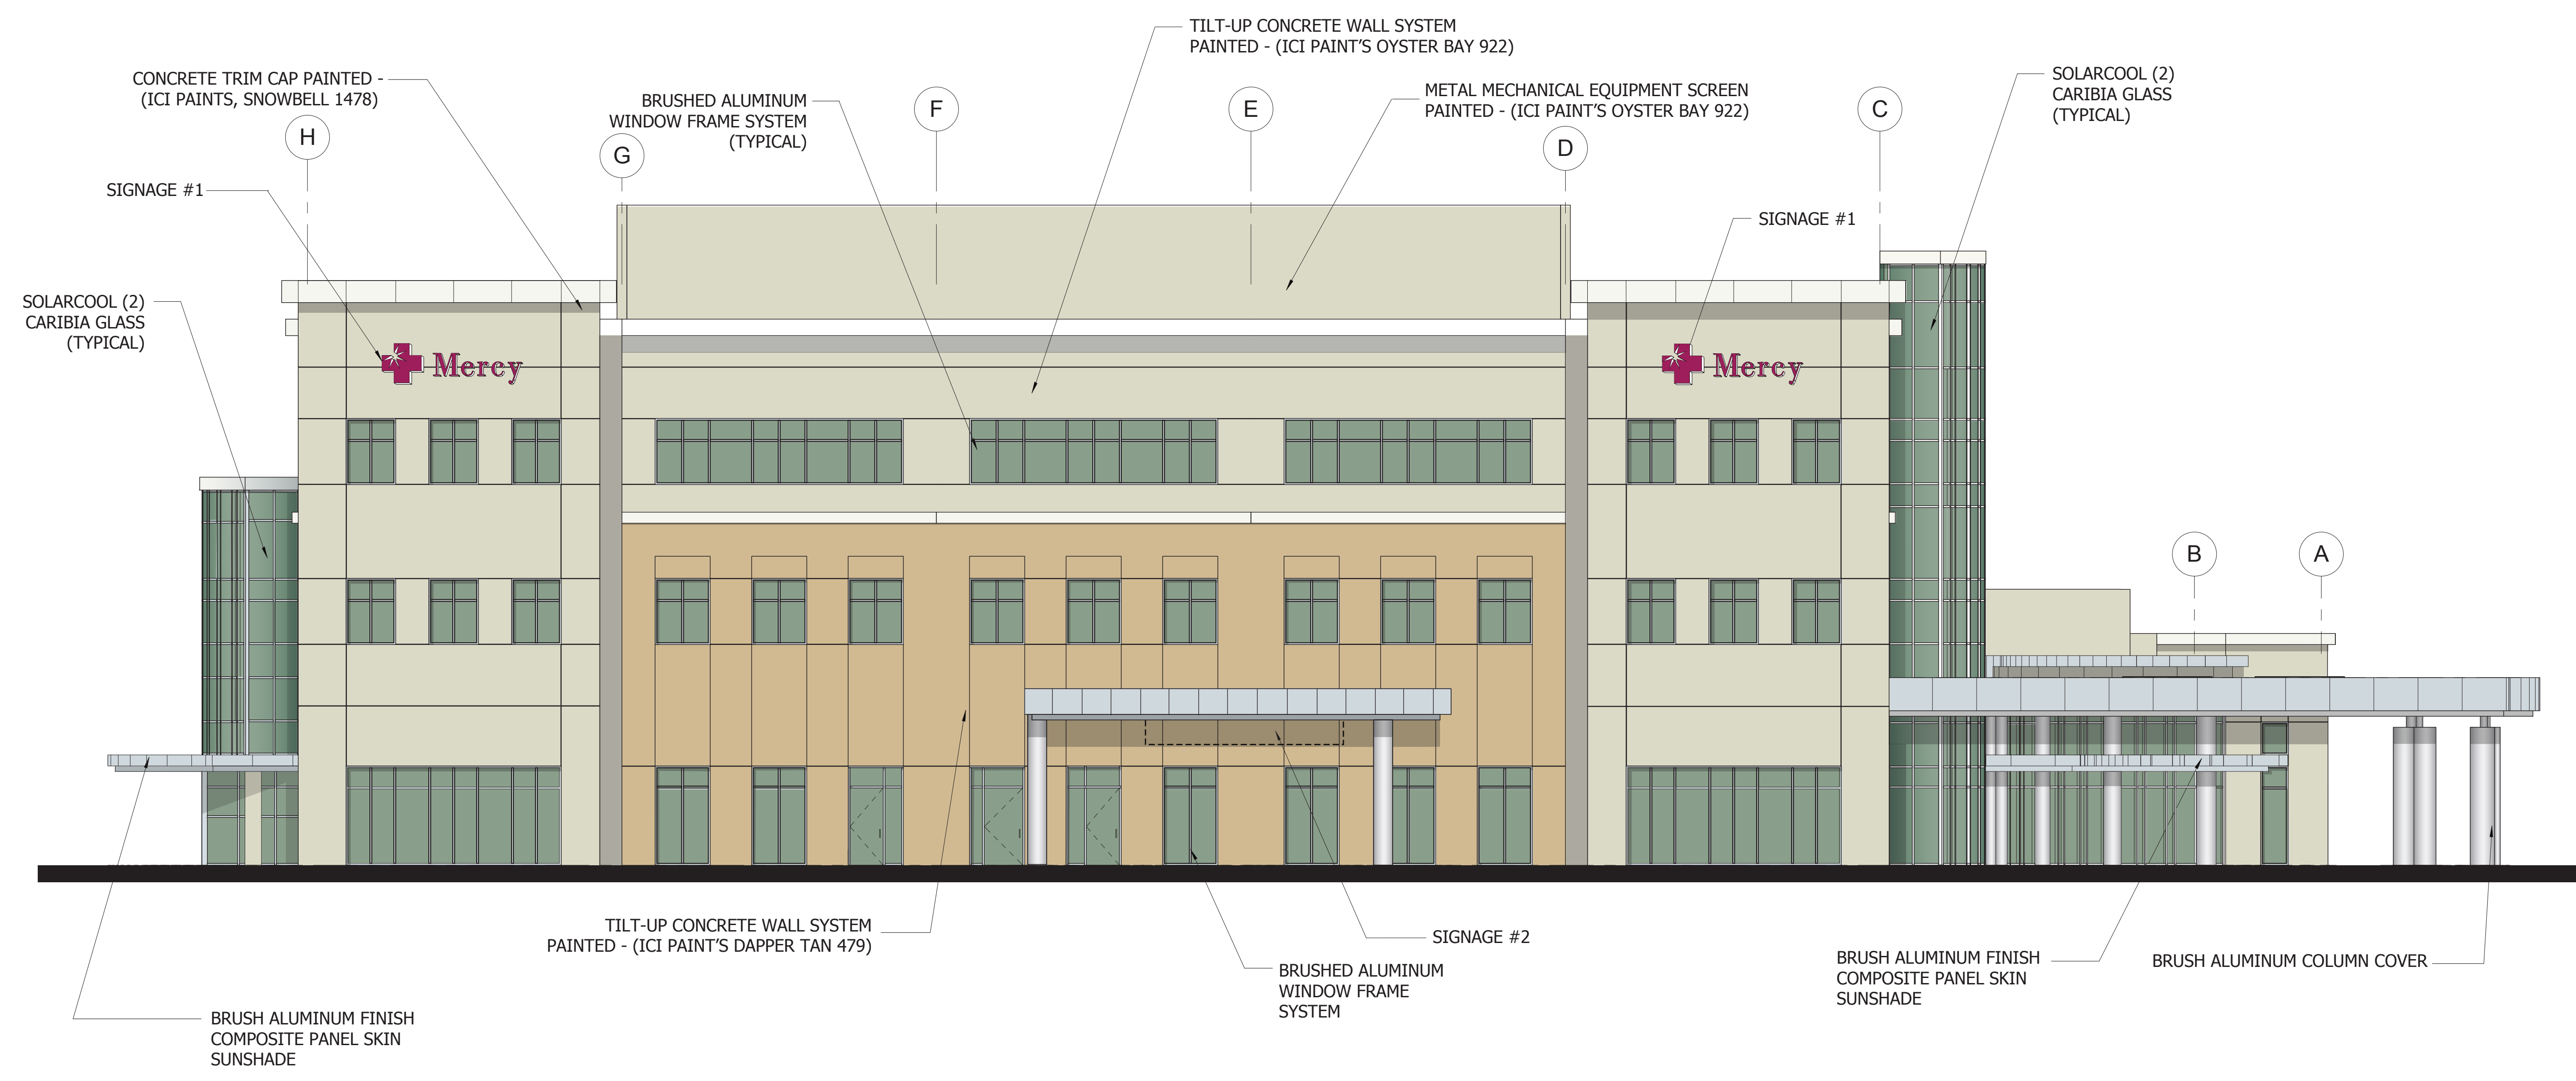 TILT-UP CONCRETE WALL SYSTEM
PAINTED - (ICI PAINT'S OYSTER BAY 922)
CONCRETE TRIM CAP PAINTED -
(ICI PAINTS, SNOWBELL 1478)
BRUSHED ALUMINUM
WINDOW FRAME SYSTEM
(TYPICAL)
METAL MECHANICAL EQUIPMENT SCREEN
PAINTED - (ICI PAINT'S OYSTER BAY 922)
SOLARCOOL (2)
CARIBIA GLASS
(TYPICAL)
H
G
F
E
D
C
SIGNAGE #1
SIGNAGE #1
SOLARCOOL (2)
CARIBIA GLASS
(TYPICAL)
Mercy
Mercy
B
A
TILT-UP CONCRETE WALL SYSTEM
PAINTED - (ICI PAINT'S DAPPER TAN 479)
SIGNAGE #2
BRUSHED ALUMINUM
WINDOW FRAME
SYSTEM
BRUSH ALUMINUM FINISH
COMPOSITE PANEL SKIN
SUNSHADE
BRUSH ALUMINUM COLUMN COVER
BRUSH ALUMINUM FINISH
COMPOSITE PANEL SKIN
SUNSHADE